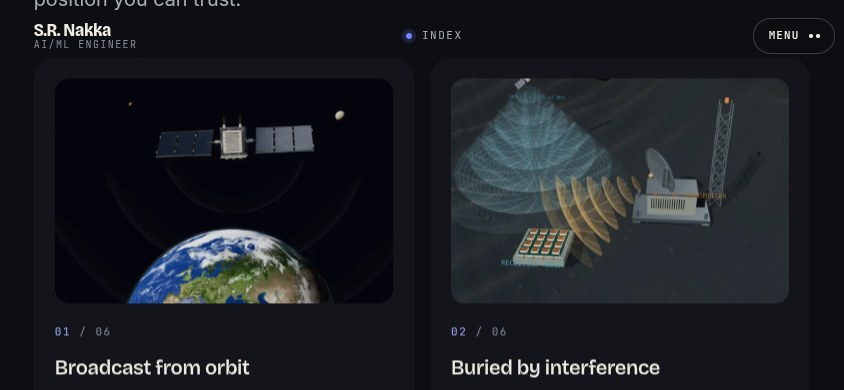 position you can trust.
S.R. Nakka
AI/ML ENGINEER
INDEX
MENU
01 / 06
Broadcast from orbit
02 / 06
Buried by interference